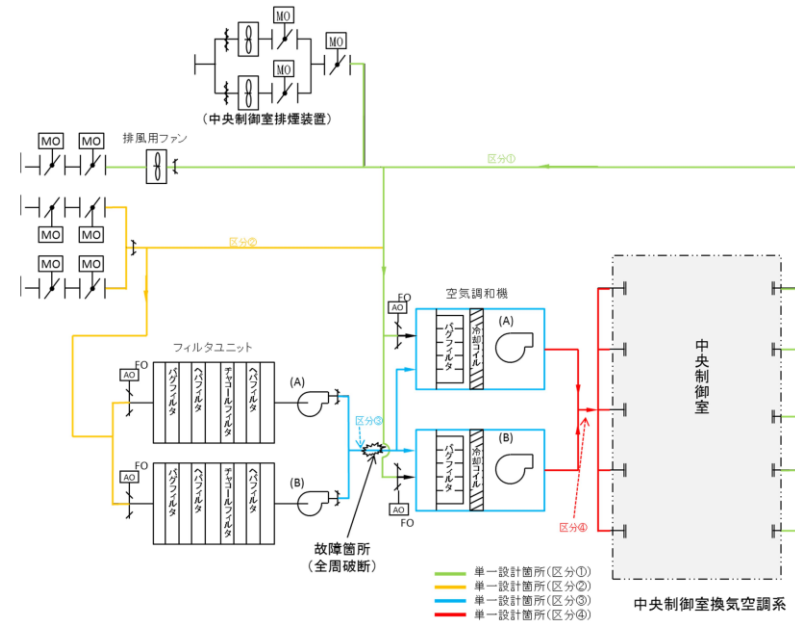 MO
MO
MO
(中央制御室排煙装置)
排風用ファン
MO
MO
区分①
MO
MO
区分②
MO
MO
中央制御室
空気調和機
FO
AO
バグフィルタ
冷却コイル
(A)
フィルタユニット
FO
AO
バグフィルタ
ヘパフィルタ
チャコールフィルタ
ヘパフィルタ
(A)
区分③
バグフィルタ
冷却コイル
(B)
FO
AO
バグフィルタ
ヘパフィルタ
チャコールフィルタ
ヘパフィルタ
(B)
AO
FO
区分④
故障箇所
(全周破断)
単一設計箇所(区分①)
単一設計箇所(区分②)
単一設計箇所(区分③)
単一設計箇所(区分④)
中央制御室換気空調系